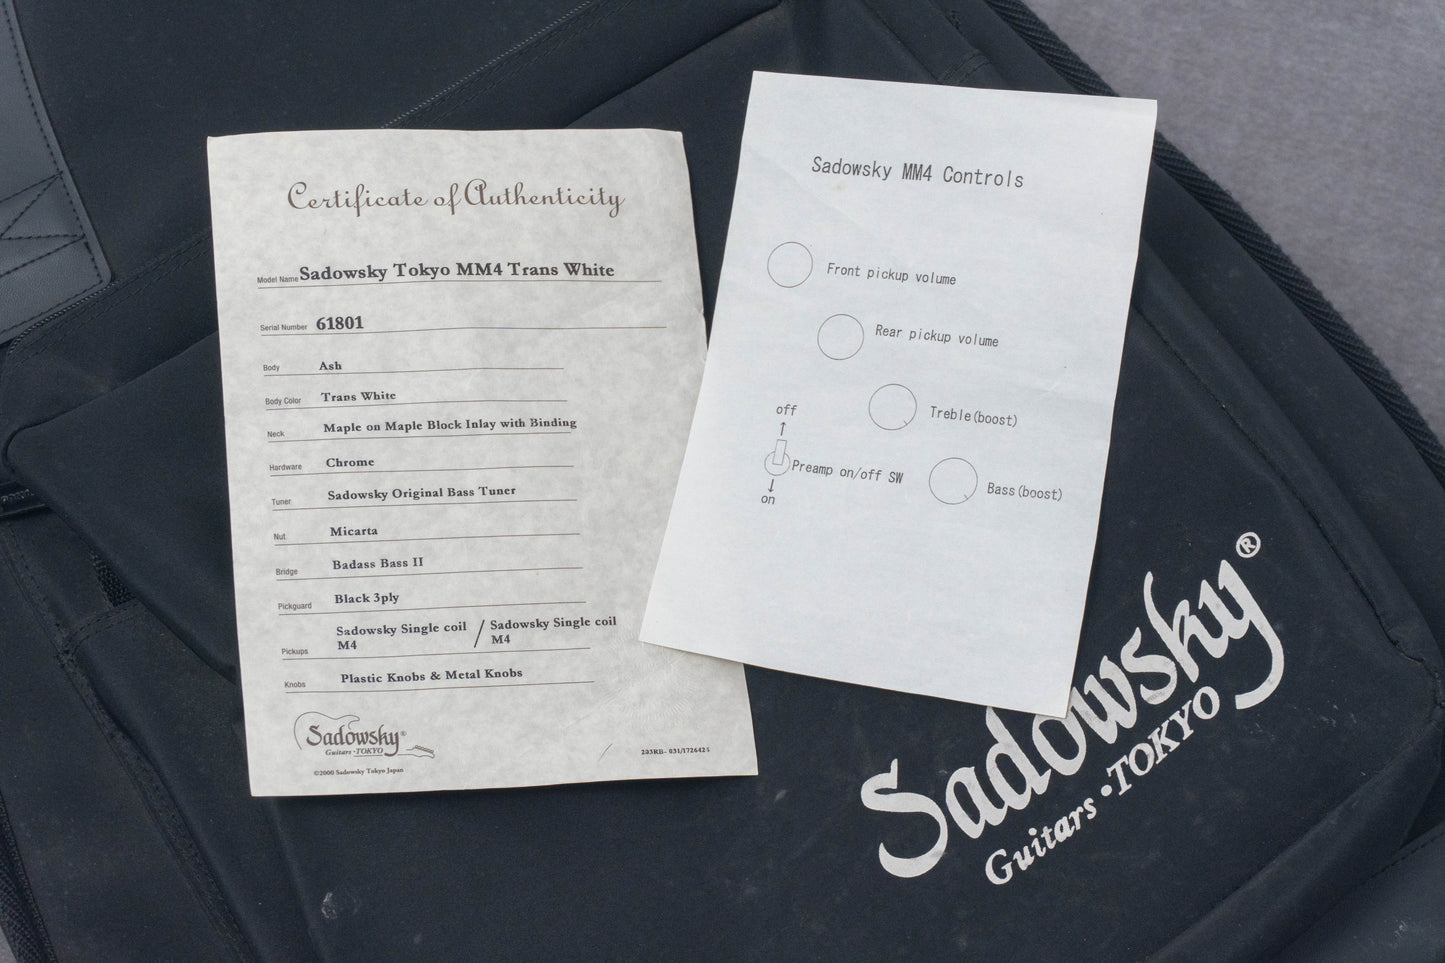 Certificate of Authenticity
Model Name Sadowsky Tokyo MM4 Trans White
Serial Number 61801
Body Ash
Body Color Trans White
Neck Maple on Maple Block Inlay with Binding
Hardware Chrome
Tuner Sadowsky Original Bass Tuner
Nut Micarta
Bridge Badass Bass II
Pickguard Black 3ply
Pickups Sadowsky Single coil M4 / Sadowsky Single coil M4
Knobs Plastic Knobs & Metal Knobs
Sadowsky®
Guitars · TOKYO
©2000 Sadowsky Tokyo Japan
Sadowsky MM4 Controls
Front pickup volume
Rear pickup volume
Treble(boost)
off
Preamp on/off SW
on
Bass(boost)
Sadowsky®
Guitars • TOKYO